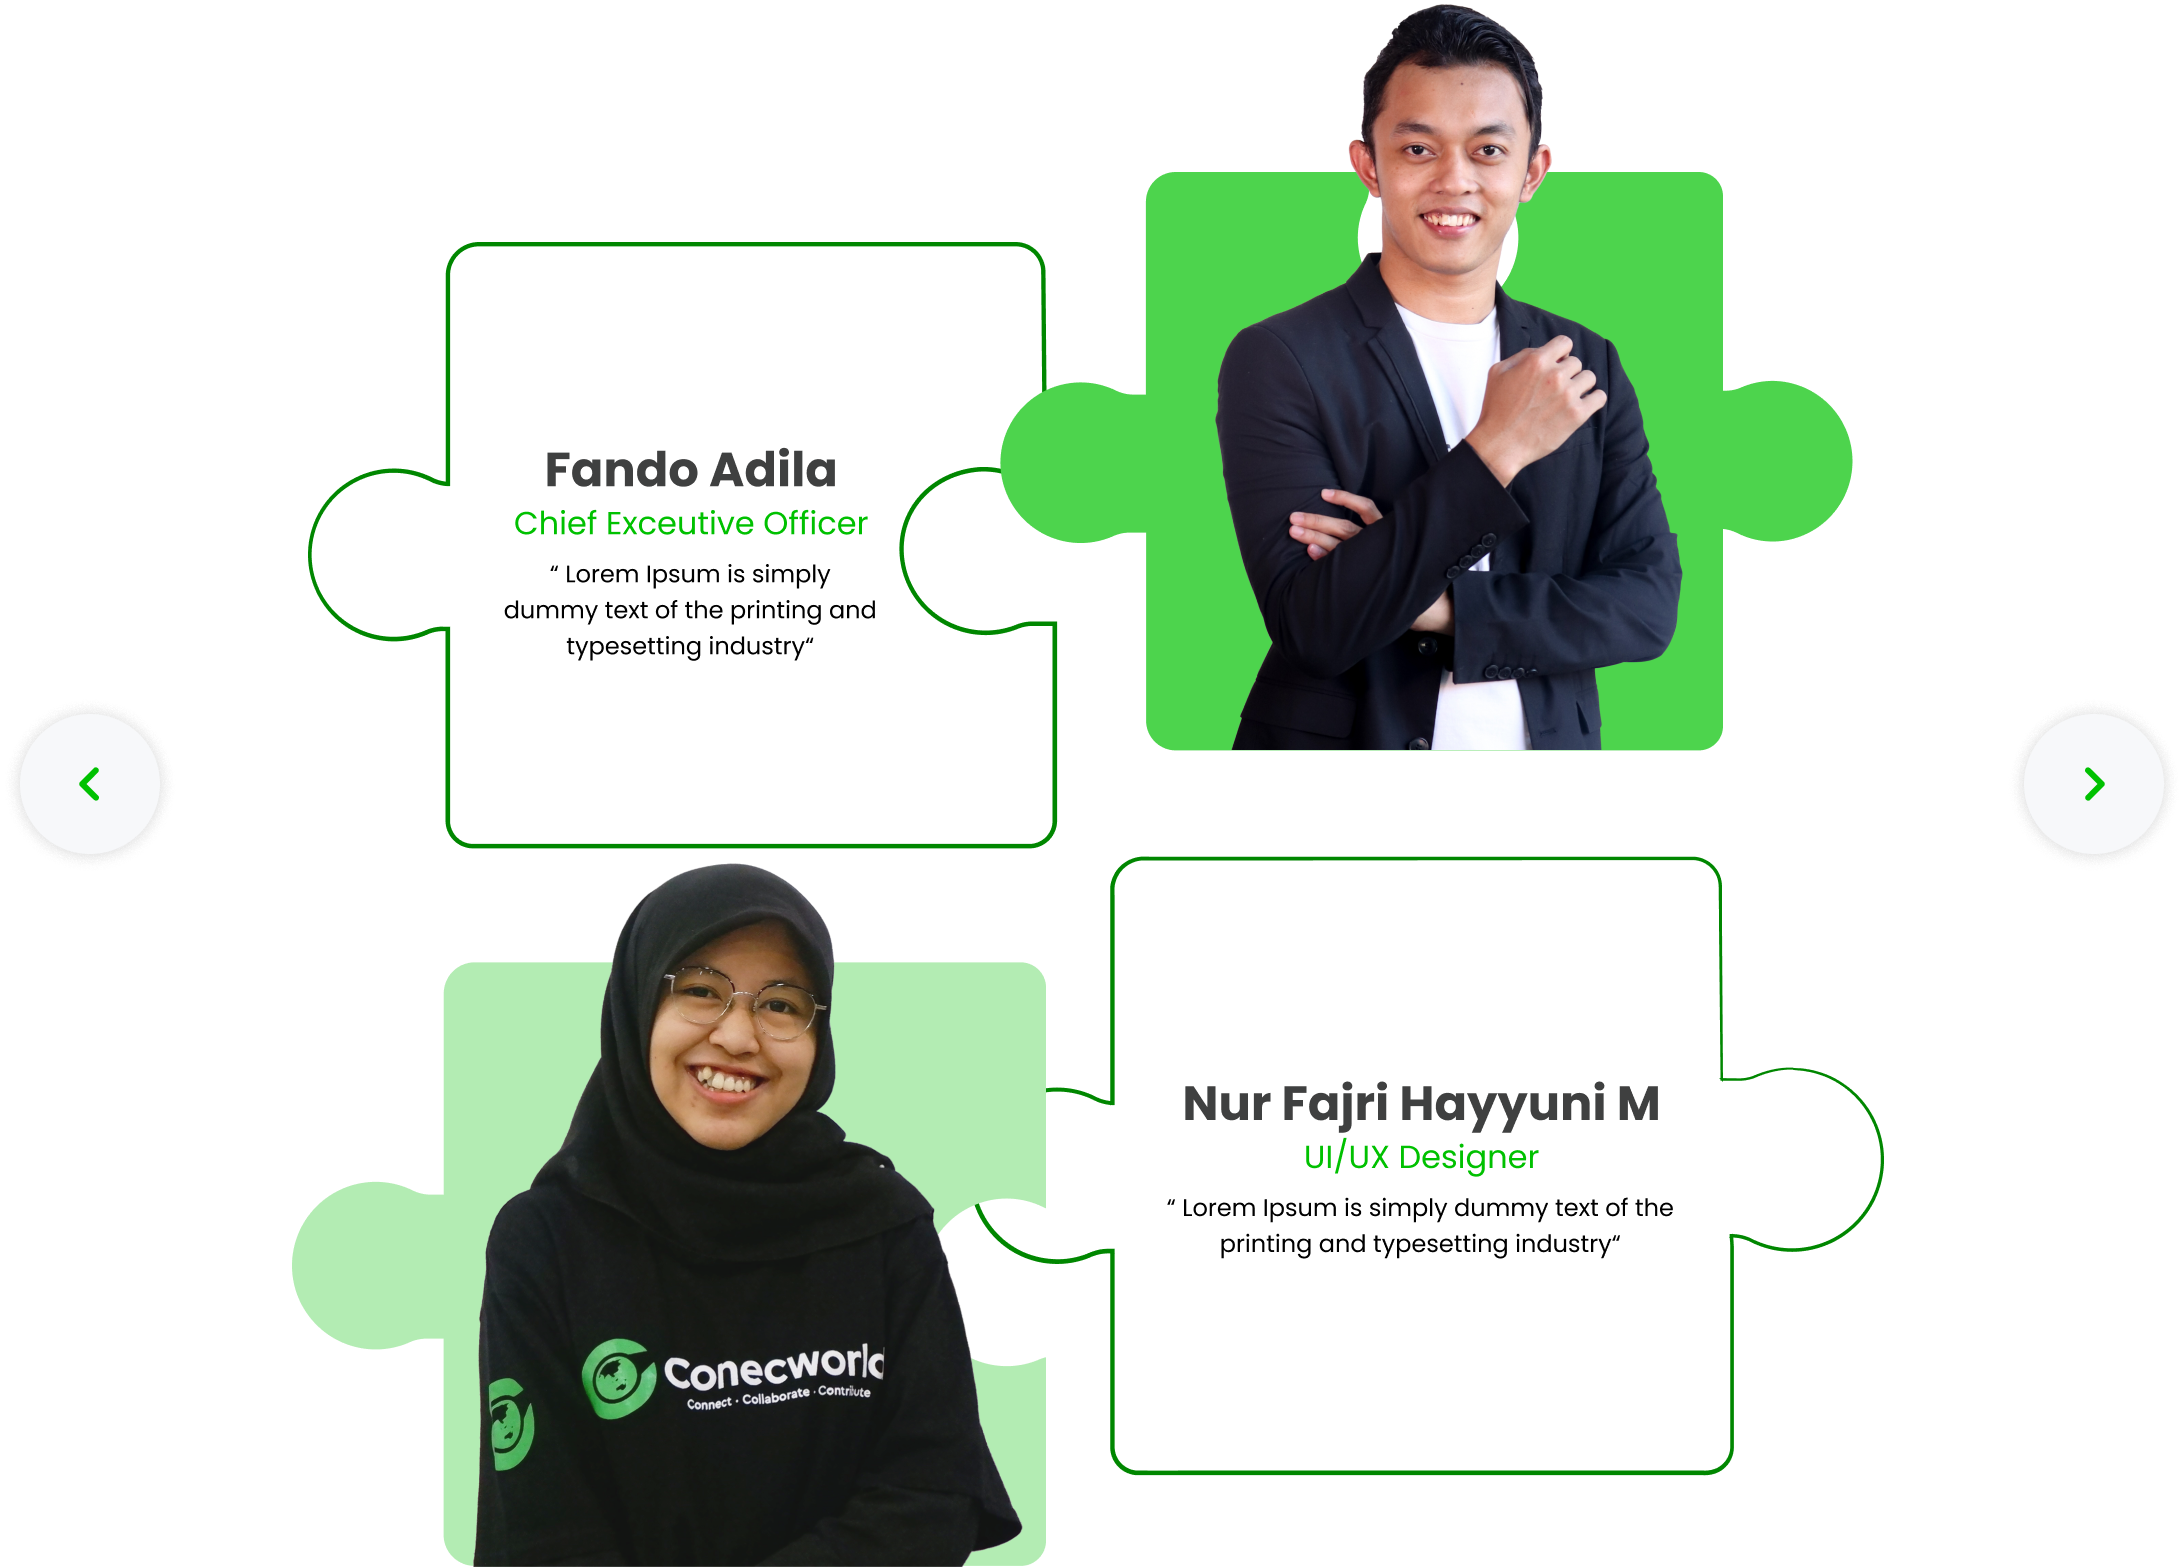 Fando Adila
Chief Exceutive Officer
“ Lorem Ipsum is simply
dummy text of the printing and
typesetting industry“
Nur Fajri Hayyuni M
UI/UX Designer
“ Lorem Ipsum is simply dummy text of the
printing and typesetting industry“
Conecworld
Connect · Collaborate · Contribute